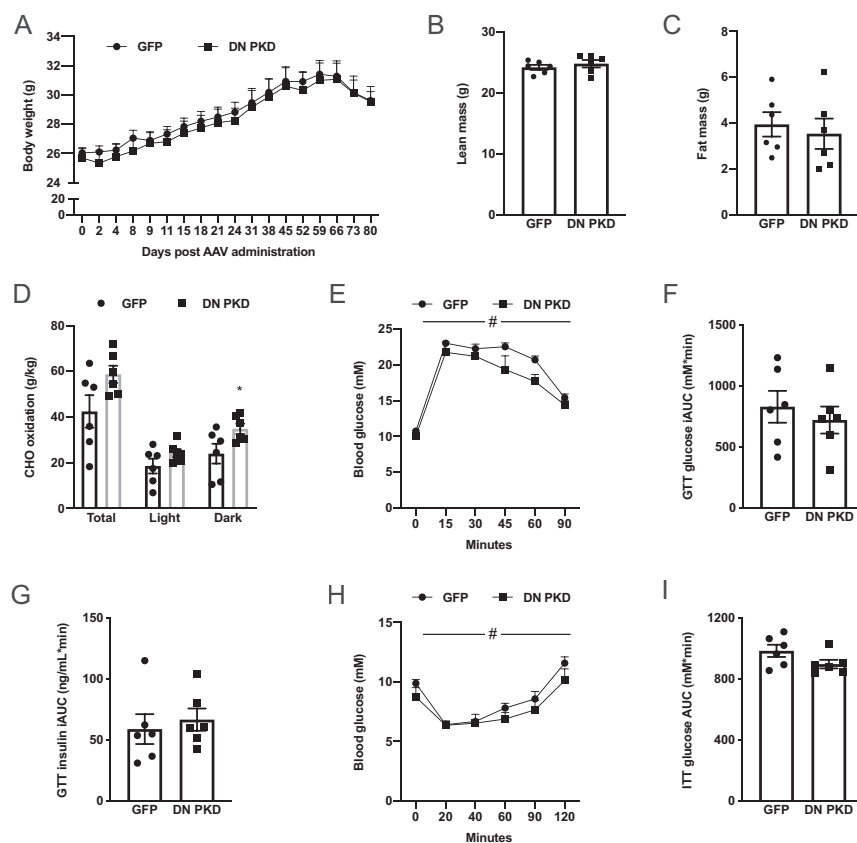 A
GFP
DN PKD
Body weight (g)
34
32
30
28
26
24
20
0
0 2 4 8 9 11 15 18 21 24 31 38 45 52 59 66 73 80
Days post AAV administration
B
Lean mass (g)
30
20
10
0
GFP DN PKD
C
Fat mass (g)
8
6
4
2
0
GFP DN PKD
D
GFP
DN PKD
CHO oxidation (g/kg)
80
60
40
20
0
*
Total Light Dark
E
GFP
DN PKD
#
Blood glucose (mM)
25
20
15
10
5
0
0 15 30 45 60 90
Minutes
F
GTT glucose iAUC (mM*min)
1500
1000
500
0
GFP DN PKD
G
GTT insulin iAUC (ng/mL*min)
150
100
50
0
GFP DN PKD
H
GFP
DN PKD
#
Blood glucose (mM)
15
10
5
0
0 20 40 60 90 120
Minutes
I
ITT glucose AUC (mM*min)
1200
800
400
0
GFP DN PKD